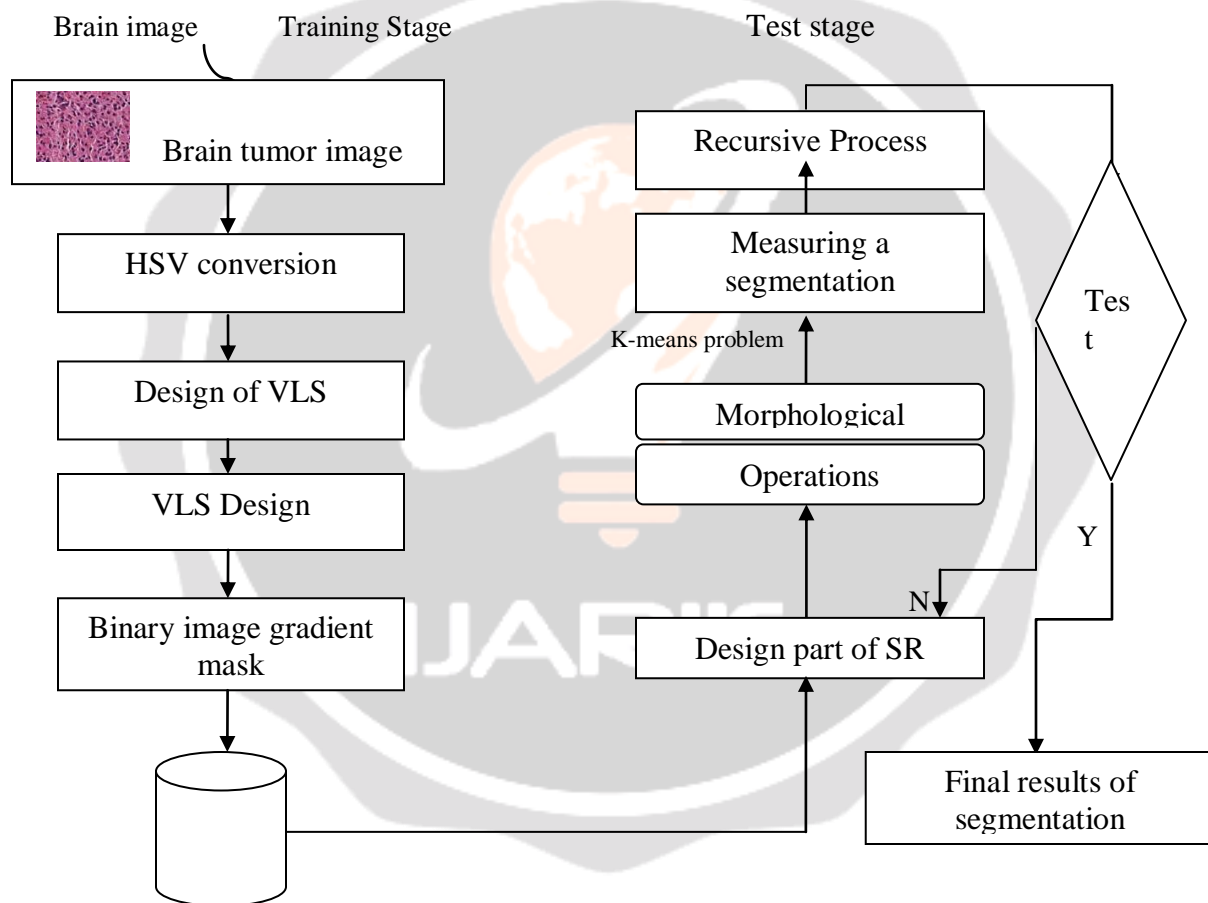 Brain image
Training Stage
Test stage
Brain tumor image
HSV conversion
Design of VLS
VLS Design
Binary image gradient
mask
Recursive Process
Measuring a
segmentation
K-means problem
Morphological
Operations
Design part of SR
Tes
t
N
Y
Final results of
segmentation